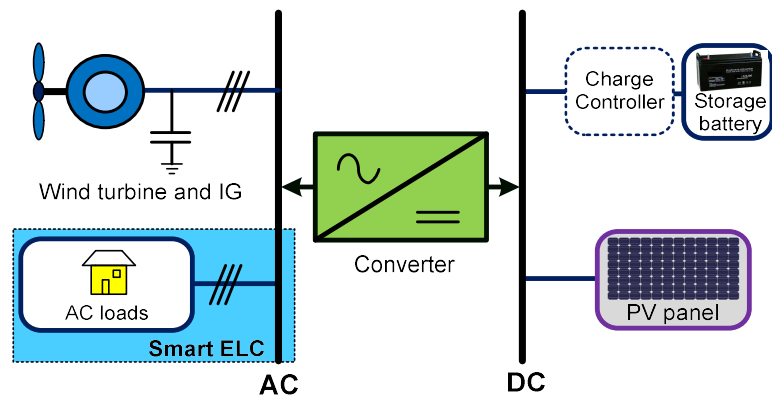 Wind turbine and IG
AC loads
Smart ELC
AC
Converter
DC
Charge
Controller
Storage
battery
PV panel